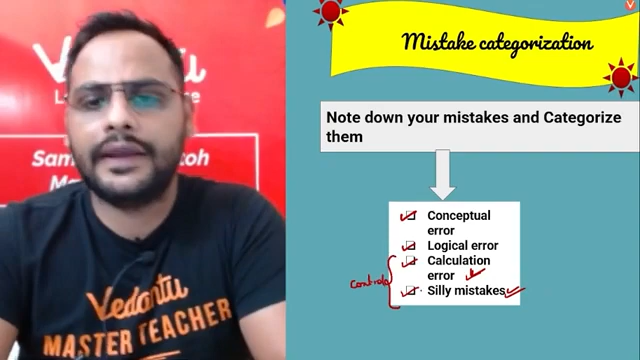 Vedantu
Mistake categorization
Note down your mistakes and Categorize
them
Conceptual
error
Logical error
Calculation
error
Silly mistakes
Vedantu
MASTER TEACHER